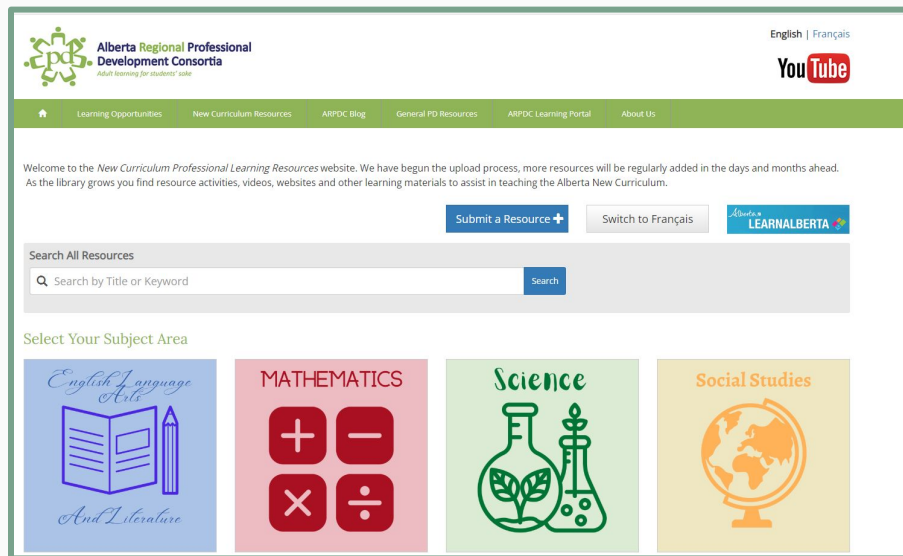 English | Français
pd
Alberta Regional Professional
Development Consortia
Adult learning for students' sake
YouTube
Learning Opportunities
New Curriculum Resources
ARPDC Blog
General PD Resources
ARPDC Learning Portal
About Us
Welcome to the New Curriculum Professional Learning Resources website. We have begun the upload process, more resources will be regularly added in the days and months ahead.
As the library grows you find resource activities, videos, websites and other learning materials to assist in teaching the Alberta New Curriculum.
Submit a Resource +
Switch to Français
Alberta
LEARNALBERTA
Search All Resources
Search by Title or Keyword
Search
Select Your Subject Area
English Language
Arts
And Literature
MATHEMATICS
+ −
× ÷
Science
Social Studies